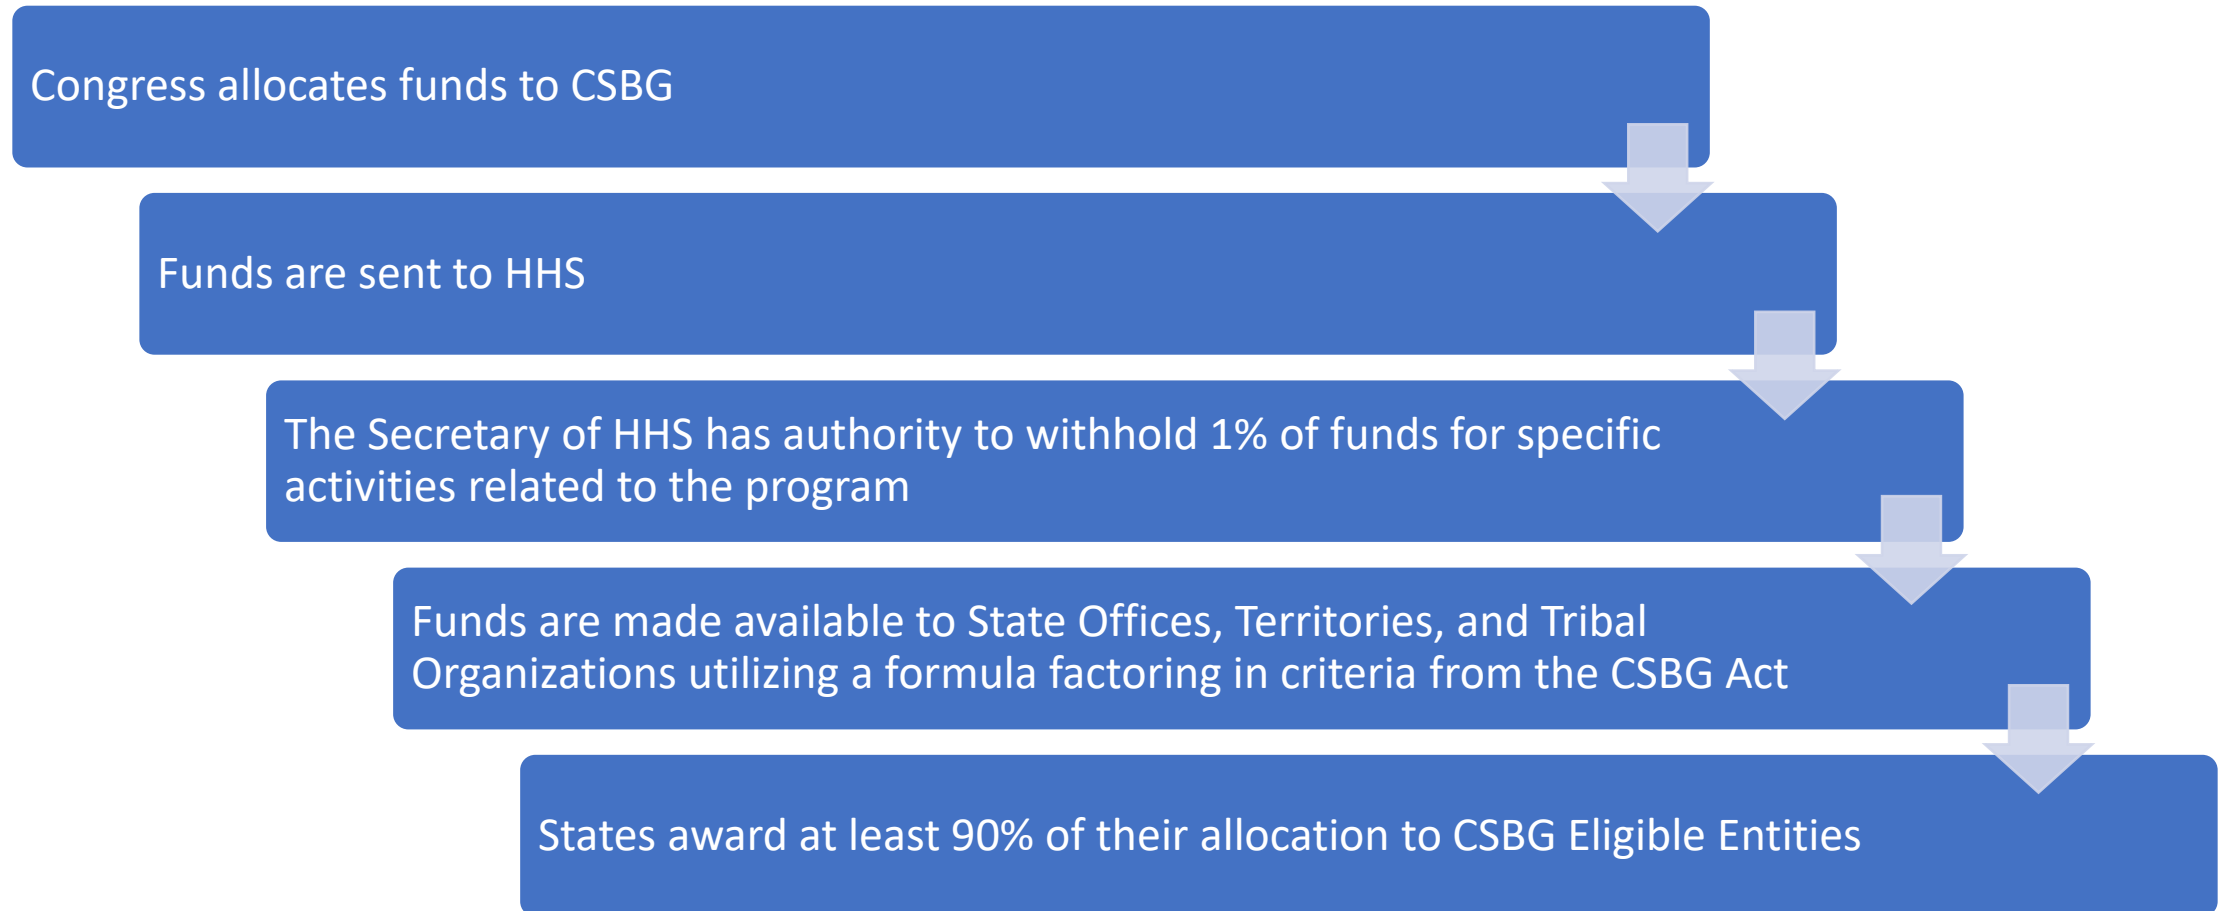 Congress allocates funds to CSBG
Funds are sent to HHS
The Secretary of HHS has authority to withhold 1% of funds for specific
activities related to the program
Funds are made available to State Offices, Territories, and Tribal
Organizations utilizing a formula factoring in criteria from the CSBG Act
States award at least 90% of their allocation to CSBG Eligible Entities